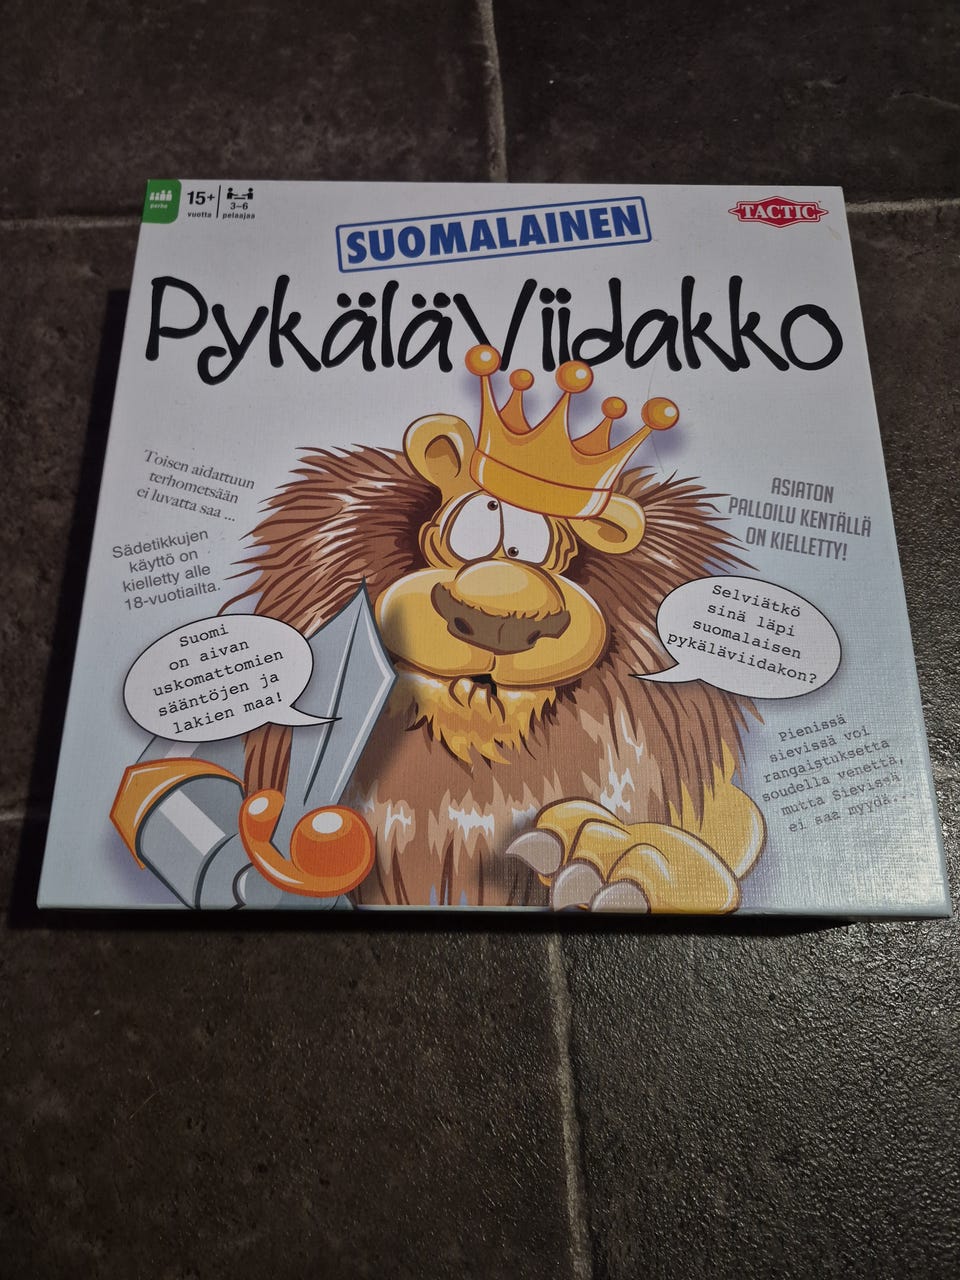 perhe
15+
vuotta
3–6
pelaajaa
SUOMALAINEN
TACTIC
PykäläViidakko
Toisen aidattuun
terhometsään
ei luvatta saa ...
Sädetikkujen
käyttö on
kielletty alle
18-vuotiailta.
ASIATON
PALLOILU KENTÄLLÄ
ON KIELLETTY!
Suomi
on aivan
uskomattomien
sääntöjen ja
lakien maa!
Selviätkö
sinä läpi
suomalaisen
pykäläviidakon?
Pienissä
sievissä voi
rangaistuksetta
soudella venettä,
mutta Sievissä
ei saa myydä...